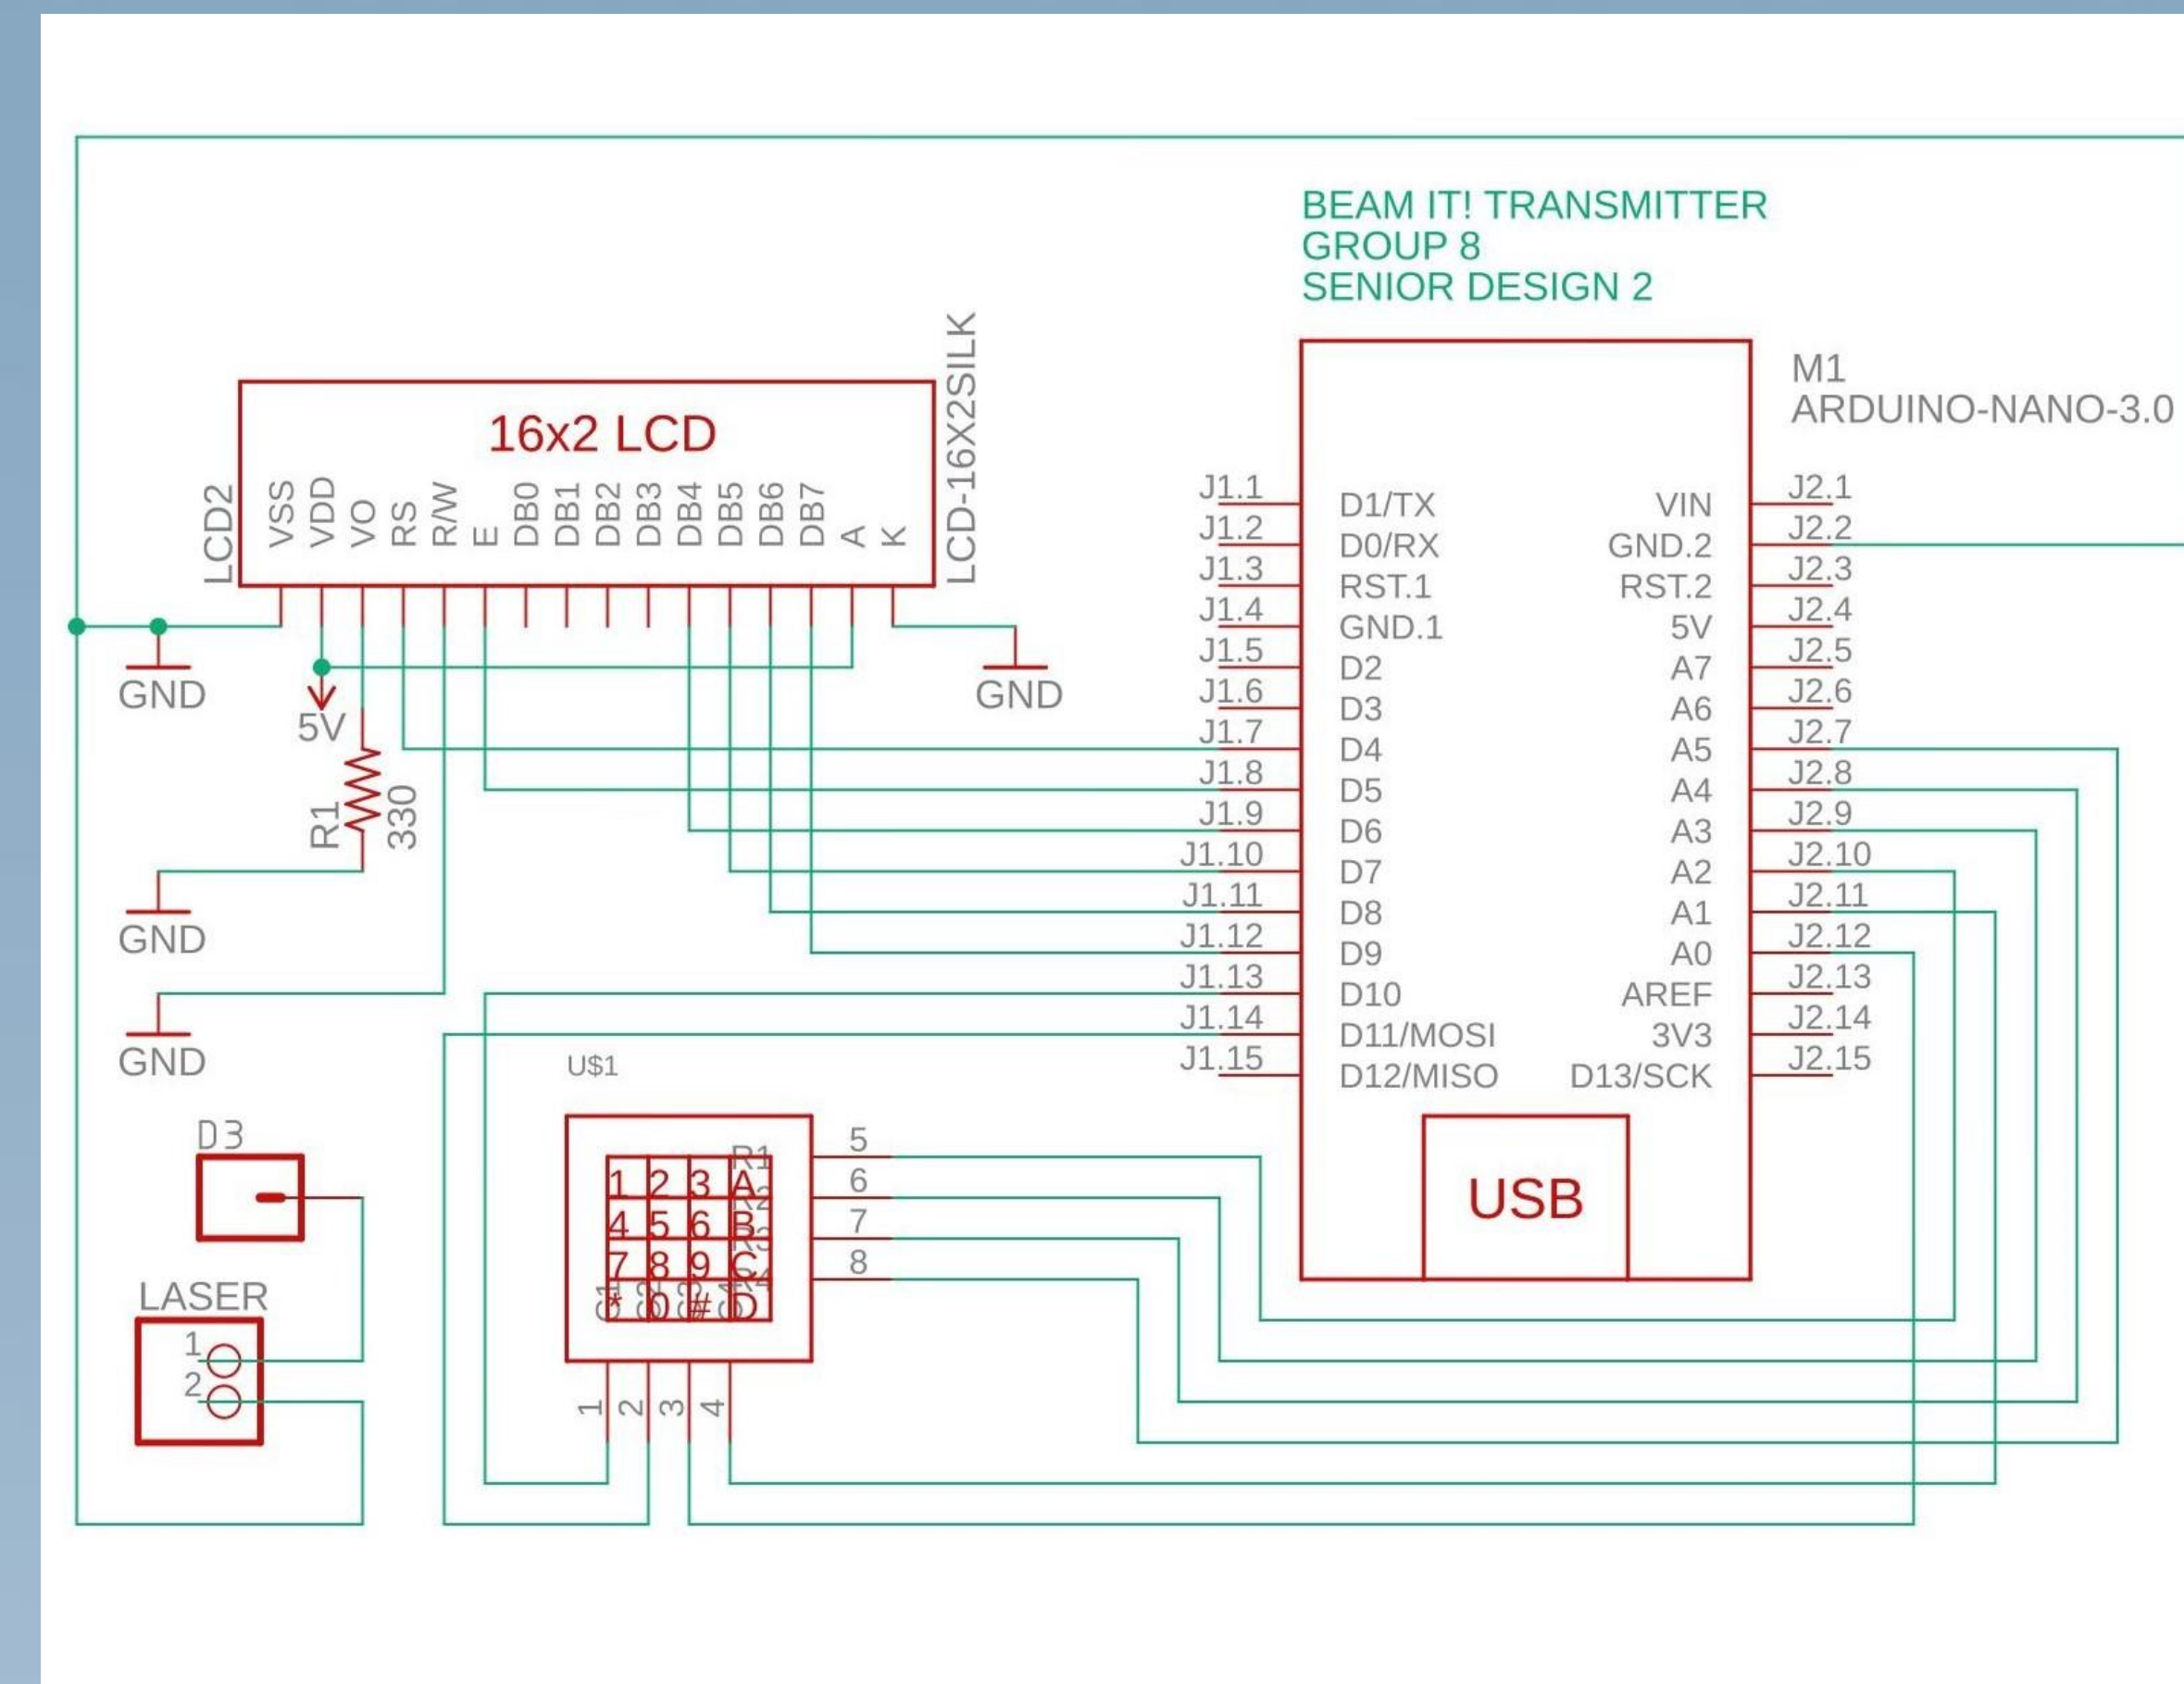 BEAM IT! TRANSMITTER
GROUP 8
SENIOR DESIGN 2
M1
ARDUINO-NANO-3.0
16x2 LCD
LCD2
LCD-16X2SILK
VSS
VDD
VO
RS
R/W
E
DB0
DB1
DB2
DB3
DB4
DB5
DB6
DB7
A
K
GND
5V
GND
R1
330
GND
GND
J1.1 D1/TX VIN J2.1
J1.2 D0/RX GND.2 J2.2
J1.3 RST.1 RST.2 J2.3
J1.4 GND.1 5V J2.4
J1.5 D2 A7 J2.5
J1.6 D3 A6 J2.6
J1.7 D4 A5 J2.7
J1.8 D5 A4 J2.8
J1.9 D6 A3 J2.9
J1.10 D7 A2 J2.10
J1.11 D8 A1 J2.11
J1.12 D9 A0 J2.12
J1.13 D10 AREF J2.13
J1.14 D11/MOSI 3V3 J2.14
J1.15 D12/MISO D13/SCK J2.15
USB
U$1
1 2 3 A R1 5
4 5 6 B R2 6
7 8 9 C R3 7
* 0 # D R4 8
C1 C2 C3 C4
1 2 3 4
D3
LASER
1
2